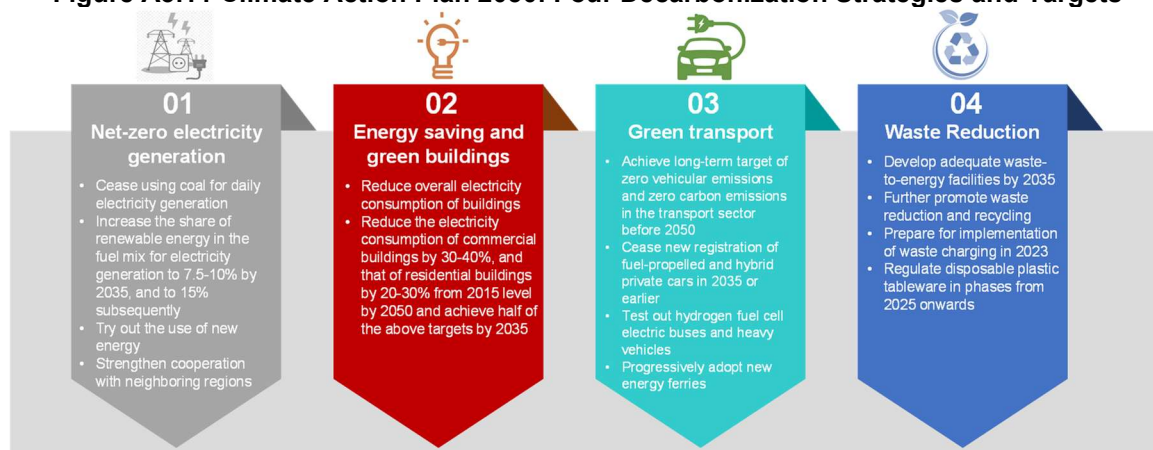 01
Net-zero electricity
generation
• Cease using coal for daily
electricity generation
• Increase the share of
renewable energy in the
fuel mix for electricity
generation to 7.5-10% by
2035, and to 15%
subsequently
• Try out the use of new
energy
• Strengthen cooperation
with neighboring regions
02
Energy saving and
green buildings
• Reduce overall electricity
consumption of buildings
• Reduce the electricity
consumption of commercial
buildings by 30-40%, and
that of residential buildings
by 20-30% from 2015 level
by 2050 and achieve half of
the above targets by 2035
03
Green transport
• Achieve long-term target of
zero vehicular emissions
and zero carbon emissions
in the transport sector
before 2050
• Cease new registration of
fuel-propelled and hybrid
private cars in 2035 or
earlier
• Test out hydrogen fuel cell
electric buses and heavy
vehicles
• Progressively adopt new
energy ferries
04
Waste Reduction
• Develop adequate waste-
to-energy facilities by 2035
• Further promote waste
reduction and recycling
• Prepare for implementation
of waste charging in 2023
• Regulate disposable plastic
tableware in phases from
2025 onwards